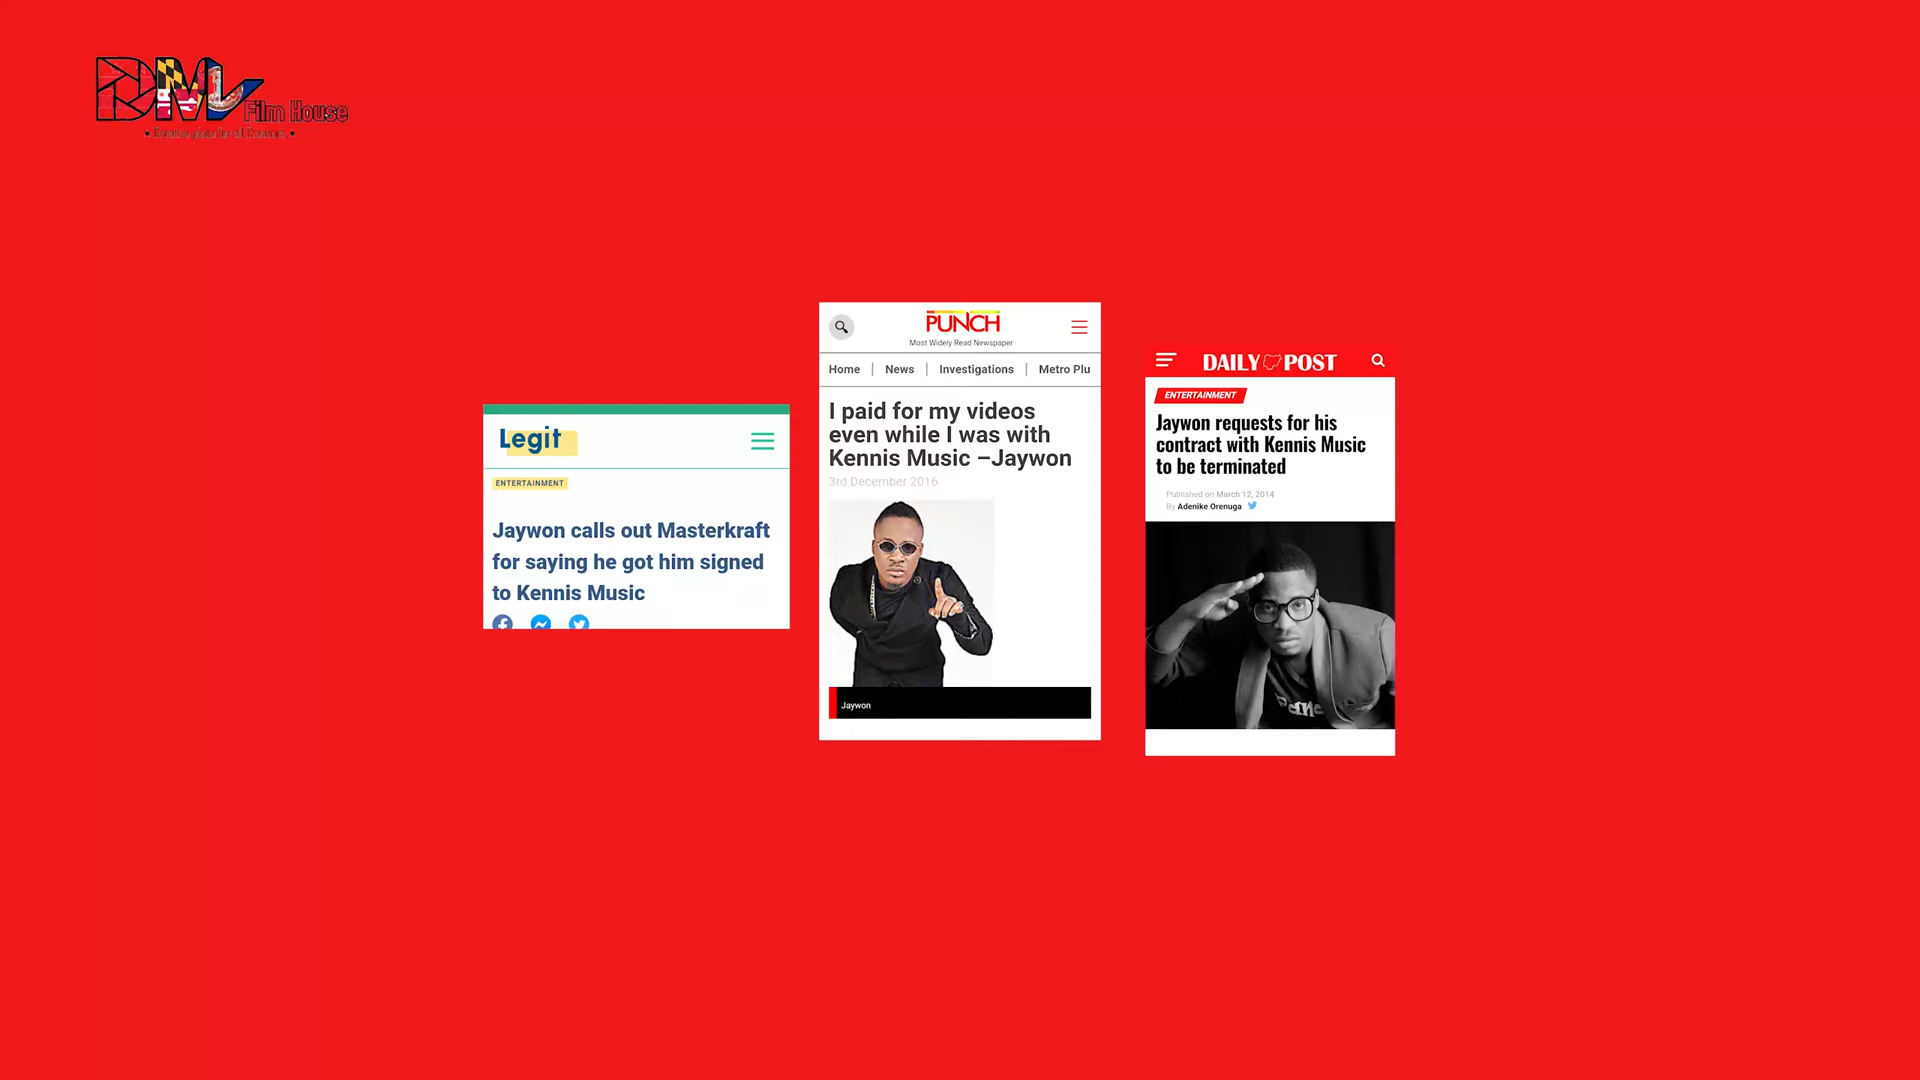 DMV
Film House
Legit
ENTERTAINMENT
Jaywon calls out Masterkraft
for saying he got him signed
to Kennis Music
PUNCH
Most Widely Read Newspaper
Home | News | Investigations | Metro Plu
I paid for my videos
even while I was with
Kennis Music –Jaywon
3rd December 2016
Jaywon
DAILY POST
ENTERTAINMENT
Jaywon requests for his
contract with Kennis Music
to be terminated
Published on March 12, 2014
By Adenike Orenuga